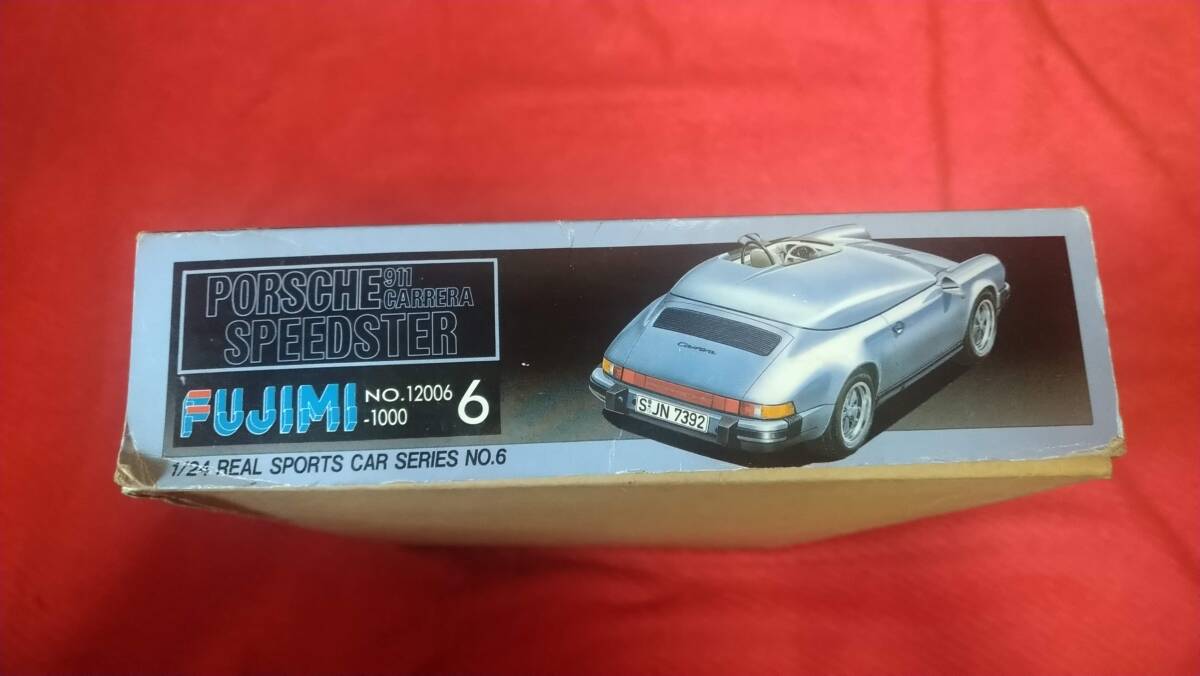 PORSCHE 911 CARRERA
SPEEDSTER
FUJIMI NO.12006 -1000 6
1/24 REAL SPORTS CAR SERIES NO.6
Carrera
S JN 7392